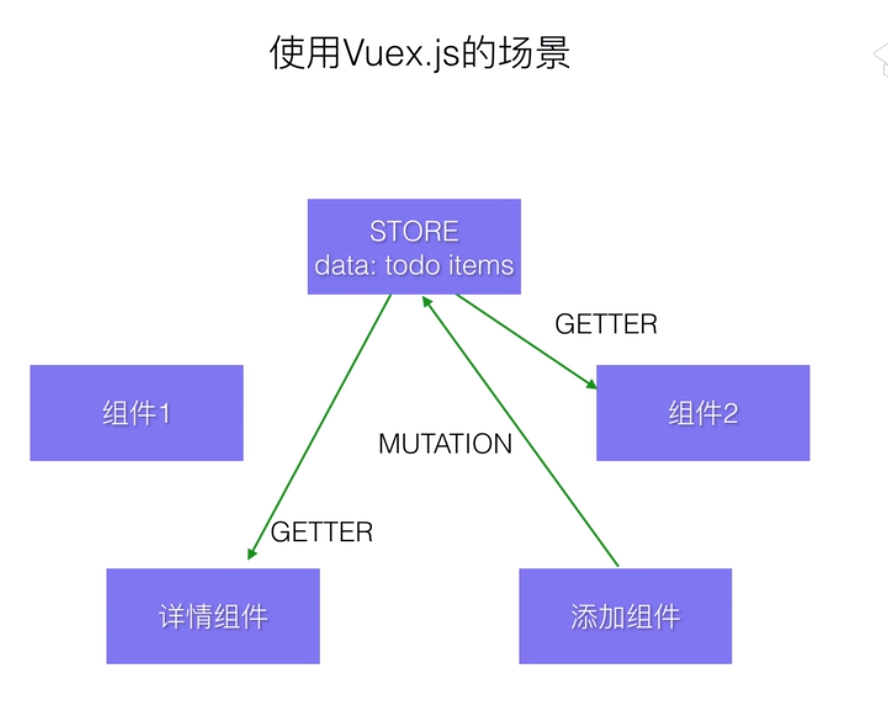 使用Vuex.js的场景
STORE
data: todo items
GETTER
组件1
组件2
MUTATION
GETTER
详情组件
添加组件